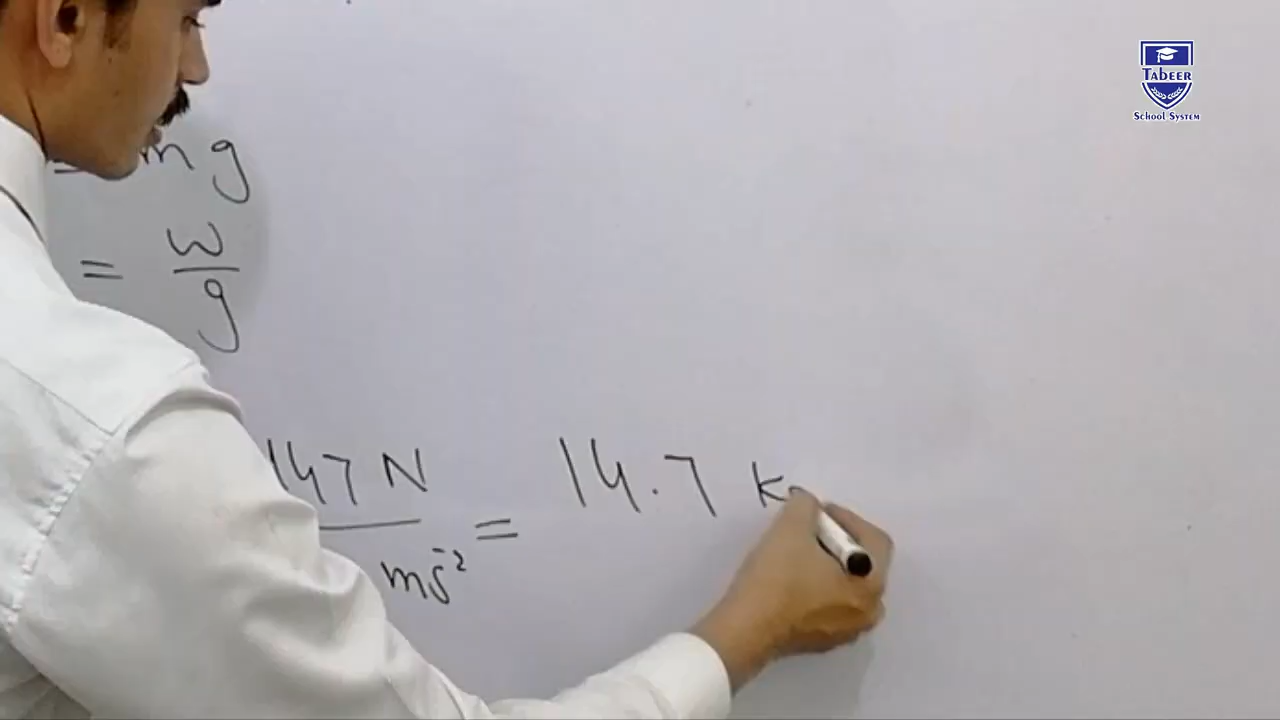 TABEER
School System
= mg
= w/g
147 N / ms⁻² = 14.7 k